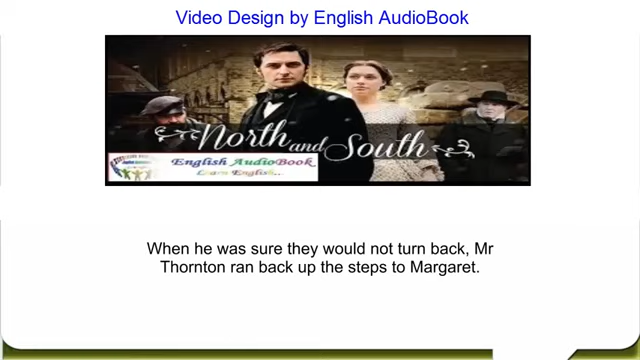 Video Design by English AudioBook
North and South
English AudioBook
Learn English...
When he was sure they would not turn back, Mr
Thornton ran back up the steps to Margaret.